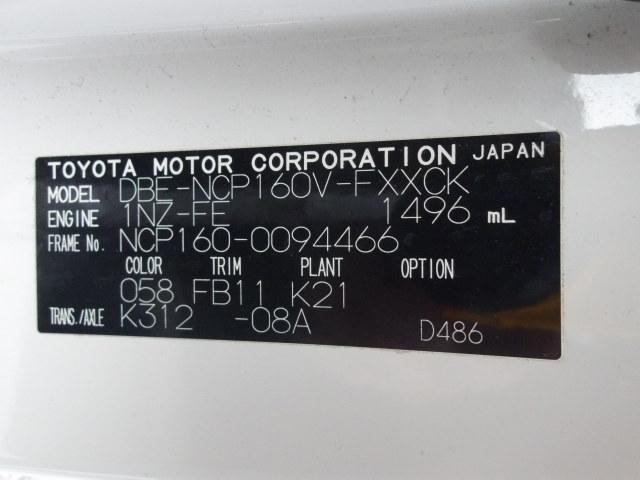 TOYOTA MOTOR CORPORATION JAPAN
MODEL DBE-NCP160V-FXXCK
ENGINE 1NZ-FE 1496 mL
FRAME No. NCP160-0094466
COLOR TRIM PLANT OPTION
058 FB11 K21
TRANS./AXLE K312 -08A
D486